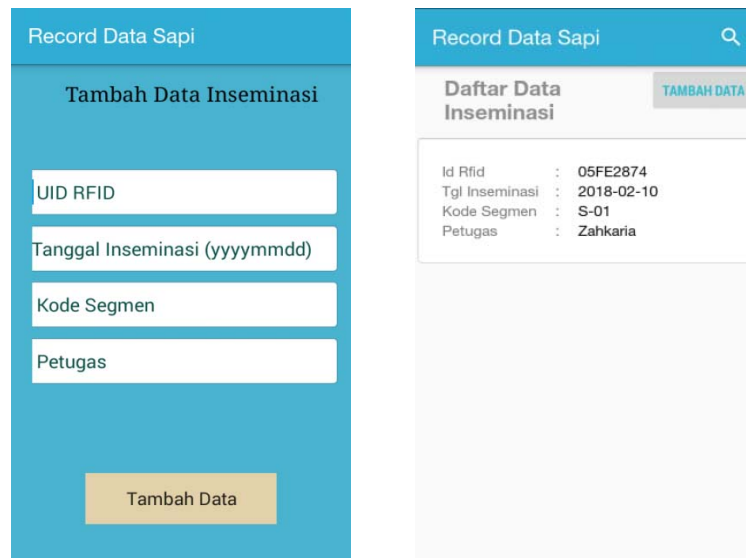 Record Data Sapi
Tambah Data Inseminasi
UID RFID
Tanggal Inseminasi (yyyymmdd)
Kode Segmen
Petugas
Tambah Data
Record Data Sapi
Daftar Data
Inseminasi
TAMBAH DATA
Id Rfid : 05FE2874
Tgl Inseminasi : 2018-02-10
Kode Segmen : S-01
Petugas : Zahkaria